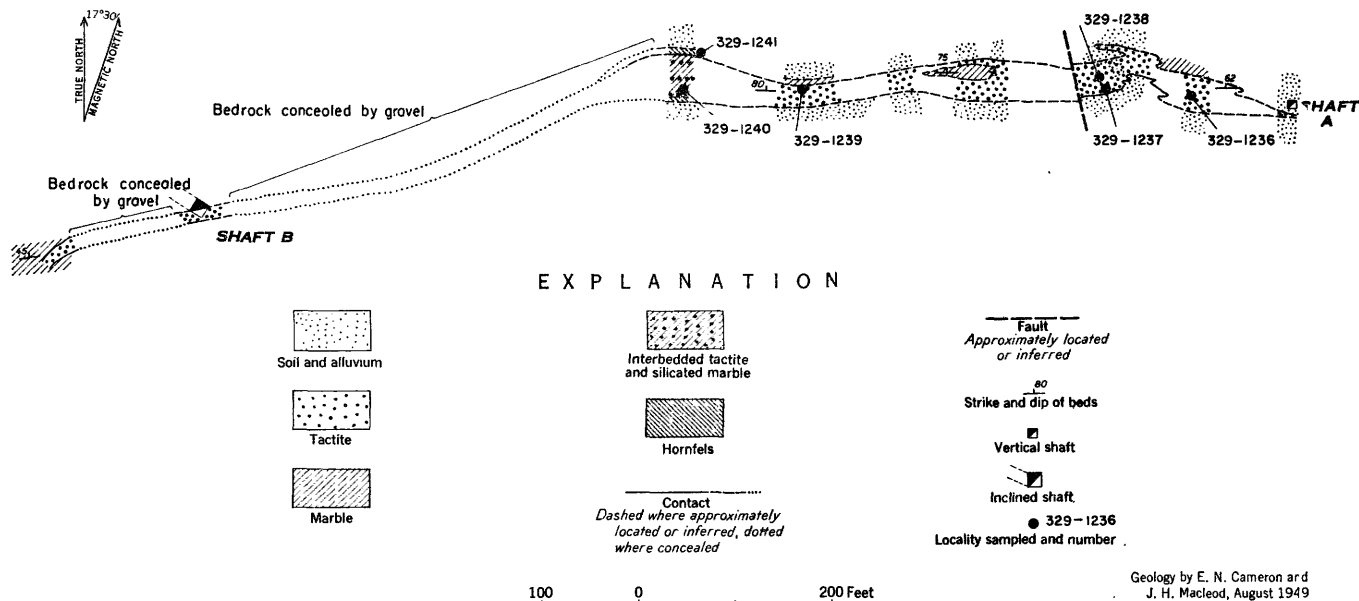 17°30'
TRUE NORTH
MAGNETIC NORTH
329-1238
329-1241
75
62
Bedrock concealed by gravel
80
SHAFT
A
329-1240
329-1239
329-1237
329-1236
Bedrock concealed
by gravel
SHAFT B
45
EXPLANATION
Soil and alluvium
Tactite
Marble
Interbedded tactite
and silicated marble
Hornfels
Contact
Dashed where approximately
located or inferred, dotted
where concealed
Fault
Approximately located
or inferred
80
Strike and dip of beds
Vertical shaft
Inclined shaft
329-1236
Locality sampled and number
100 0 200 Feet
Geology by E. N. Cameron and
J. H. Macleod, August 1949